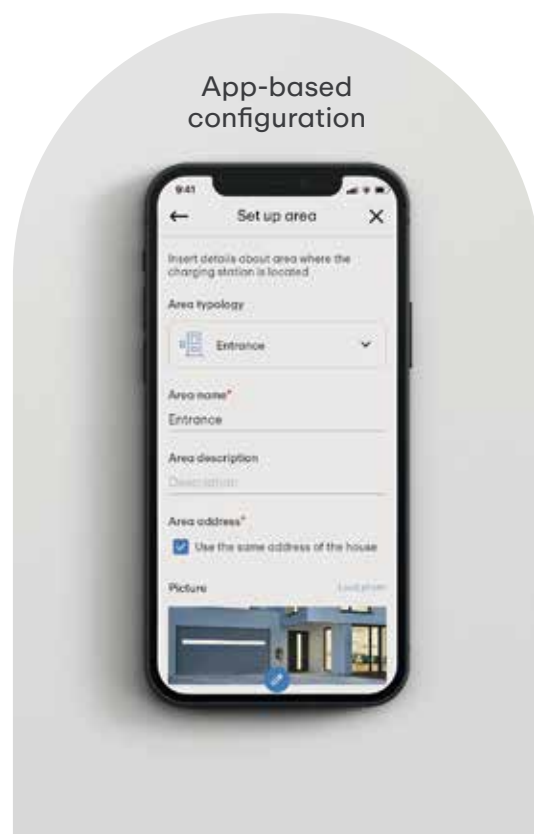 App-based
configuration
9:41
Set up area
Insert details about area where the
charging station is located
Area typology
Entrance
Area name*
Entrance
Area description
Description
Area address*
Use the same address of the house
Picture